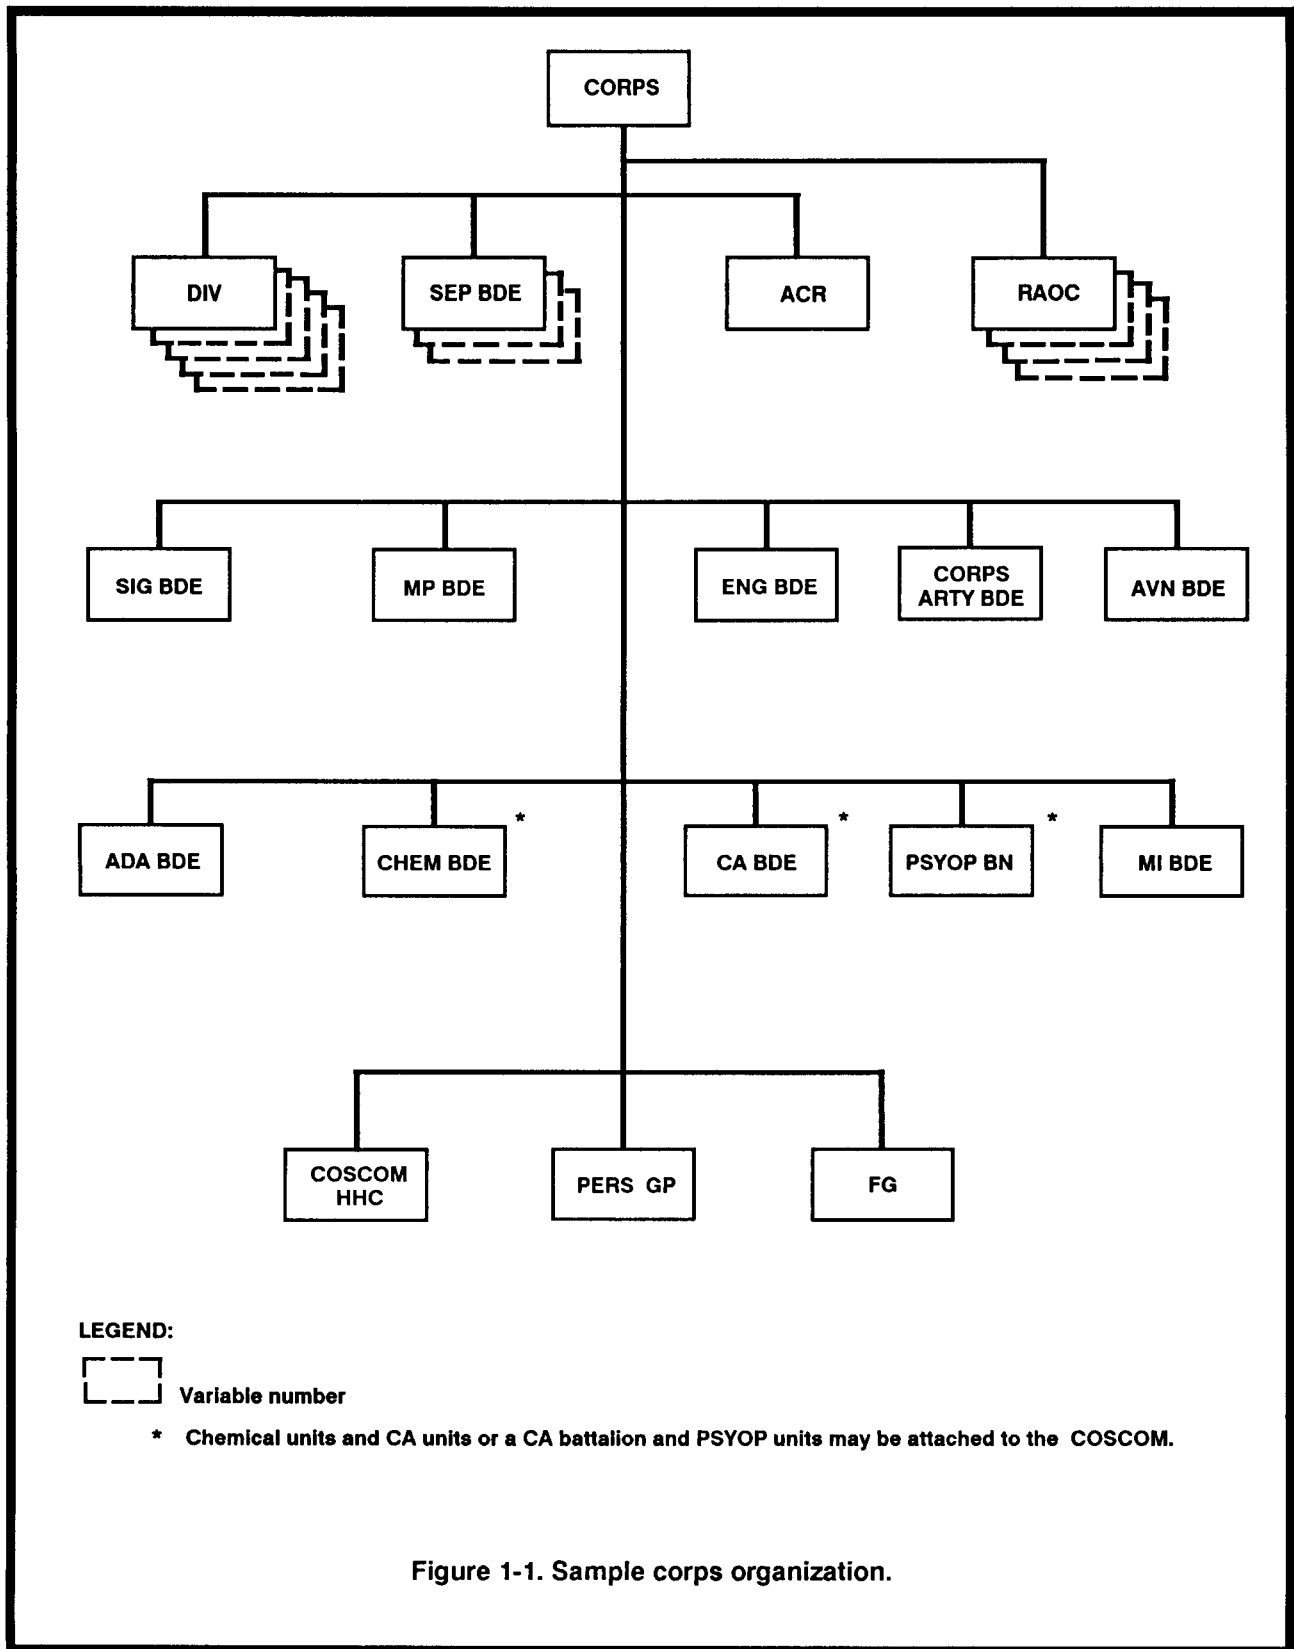 CORPS
DIV
SEP BDE
ACR
RAOC
SIG BDE
MP BDE
ENG BDE
CORPS
ARTY BDE
AVN BDE
*
*
*
ADA BDE
CHEM BDE
CA BDE
PSYOP BN
MI BDE
COSCOM
HHC
PERS GP
FG
LEGEND:
Variable number
* Chemical units and CA units or a CA battalion and PSYOP units may be attached to the COSCOM.
Figure 1-1. Sample corps organization.